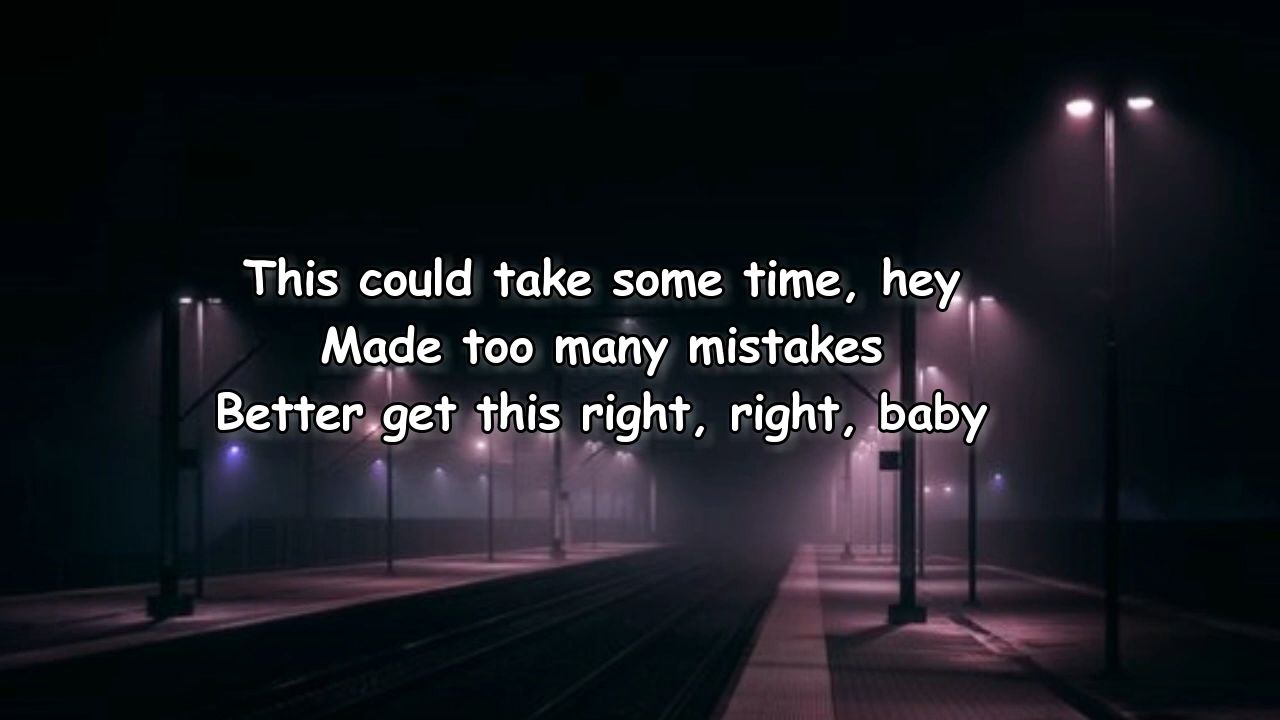 This could take some time, hey
Made too many mistakes
Better get this right, right, baby